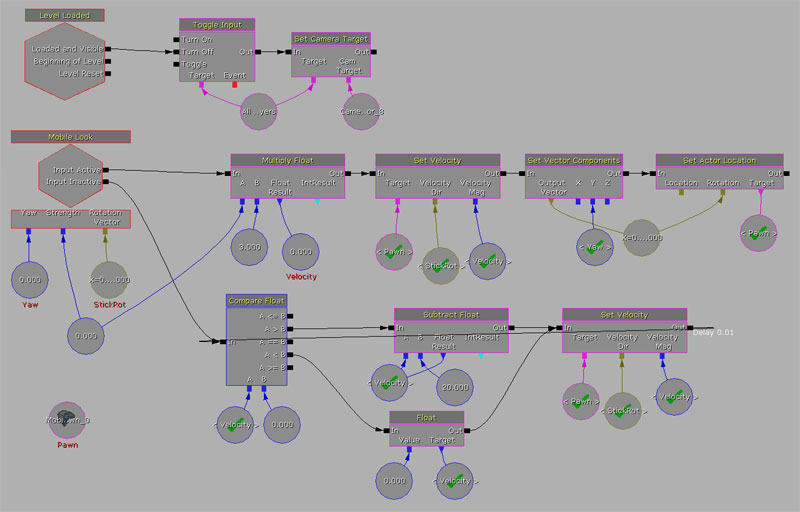 Level Loaded
Loaded and Visible
Beginning of Level
Level Reset
Toggle Input
Turn On
Turn Off
Toggle
Out
Target
Event
Set Camera Target
In
Out
Target
Cam
Target
All ..yers
Came..or_8
Mobile Look
Input Active
Input Inactive
Yaw
Strength
Rotation
Vector
0.000
Yaw
X=0....000
StickRot
0.000
Multiply Float
In
Out
A
B
Float
Result
IntResult
3.000
0.000
Velocity
Set Velocity
In
Out
Target
Velocity
Dir
Velocity
Mag
< Pawn >
< StickRot >
< Velocity >
Set Vector Components
In
Out
Output
Vector
X
Y
Z
< Yaw >
X=0....000
Set Actor Location
In
Out
Location
Rotation
Target
< Pawn >
Compare Float
In
A <= B
A > B
A == B
A < B
A >= B
A
B
< Velocity >
0.000
Subtract Float
In
Out
A
B
Float
Result
IntResult
< Velocity >
20.000
Set Velocity
In
Out
Delay 0.01
Target
Velocity
Dir
Velocity
Mag
< Pawn >
< StickRot >
< Velocity >
Float
In
Out
Value
Target
0.000
< Velocity >
Pawn